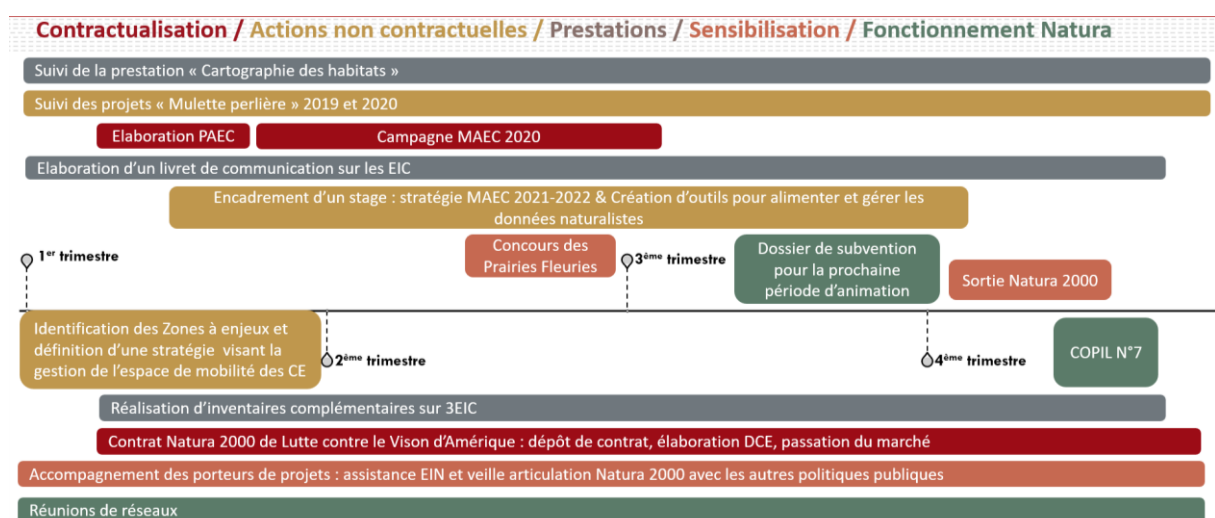 Contractualisation / Actions non contractuelles / Prestations / Sensibilisation / Fonctionnement Natura
Suivi de la prestation « Cartographie des habitats »
Suivi des projets « Mulette perlière » 2019 et 2020
Elaboration PAEC
Campagne MAEC 2020
Elaboration d'un livret de communication sur les EIC
Encadrement d'un stage : stratégie MAEC 2021-2022 & Création d'outils pour alimenter et gérer les
données naturalistes
1er trimestre
Concours des
Prairies Fleuries
3ème trimestre
Dossier de subvention
pour la prochaine
période d'animation
Sortie Natura 2000
Identification des Zones à enjeux et
définition d'une stratégie visant la
gestion de l'espace de mobilité des CE
2ème trimestre
4ème trimestre
COPIL N°7
Réalisation d'inventaires complémentaires sur 3EIC
Contrat Natura 2000 de Lutte contre le Vison d'Amérique : dépôt de contrat, élaboration DCE, passation du marché
Accompagnement des porteurs de projets : assistance EIN et veille articulation Natura 2000 avec les autres politiques publiques
Réunions de réseaux